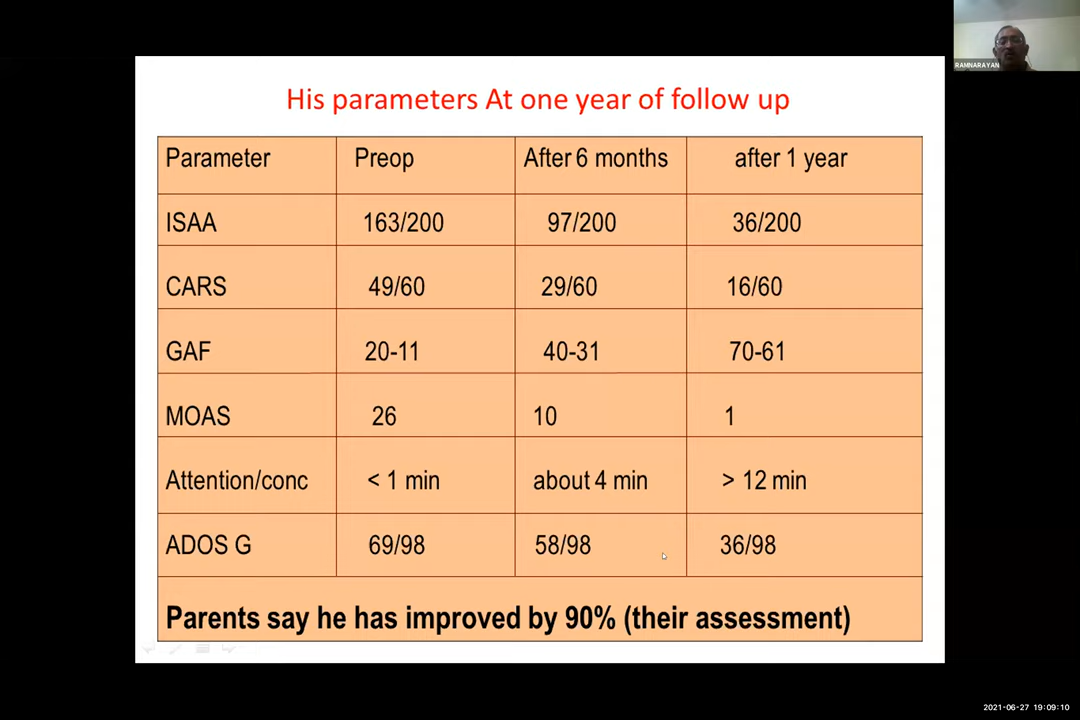 RAMNARAYAN
His parameters At one year of follow up
Parameter Preop After 6 months after 1 year
ISAA 163/200 97/200 36/200
CARS 49/60 29/60 16/60
GAF 20-11 40-31 70-61
MOAS 26 10 1
Attention/conc < 1 min about 4 min > 12 min
ADOS G 69/98 58/98 36/98
Parents say he has improved by 90% (their assessment)
2021-06-27 19:09:10